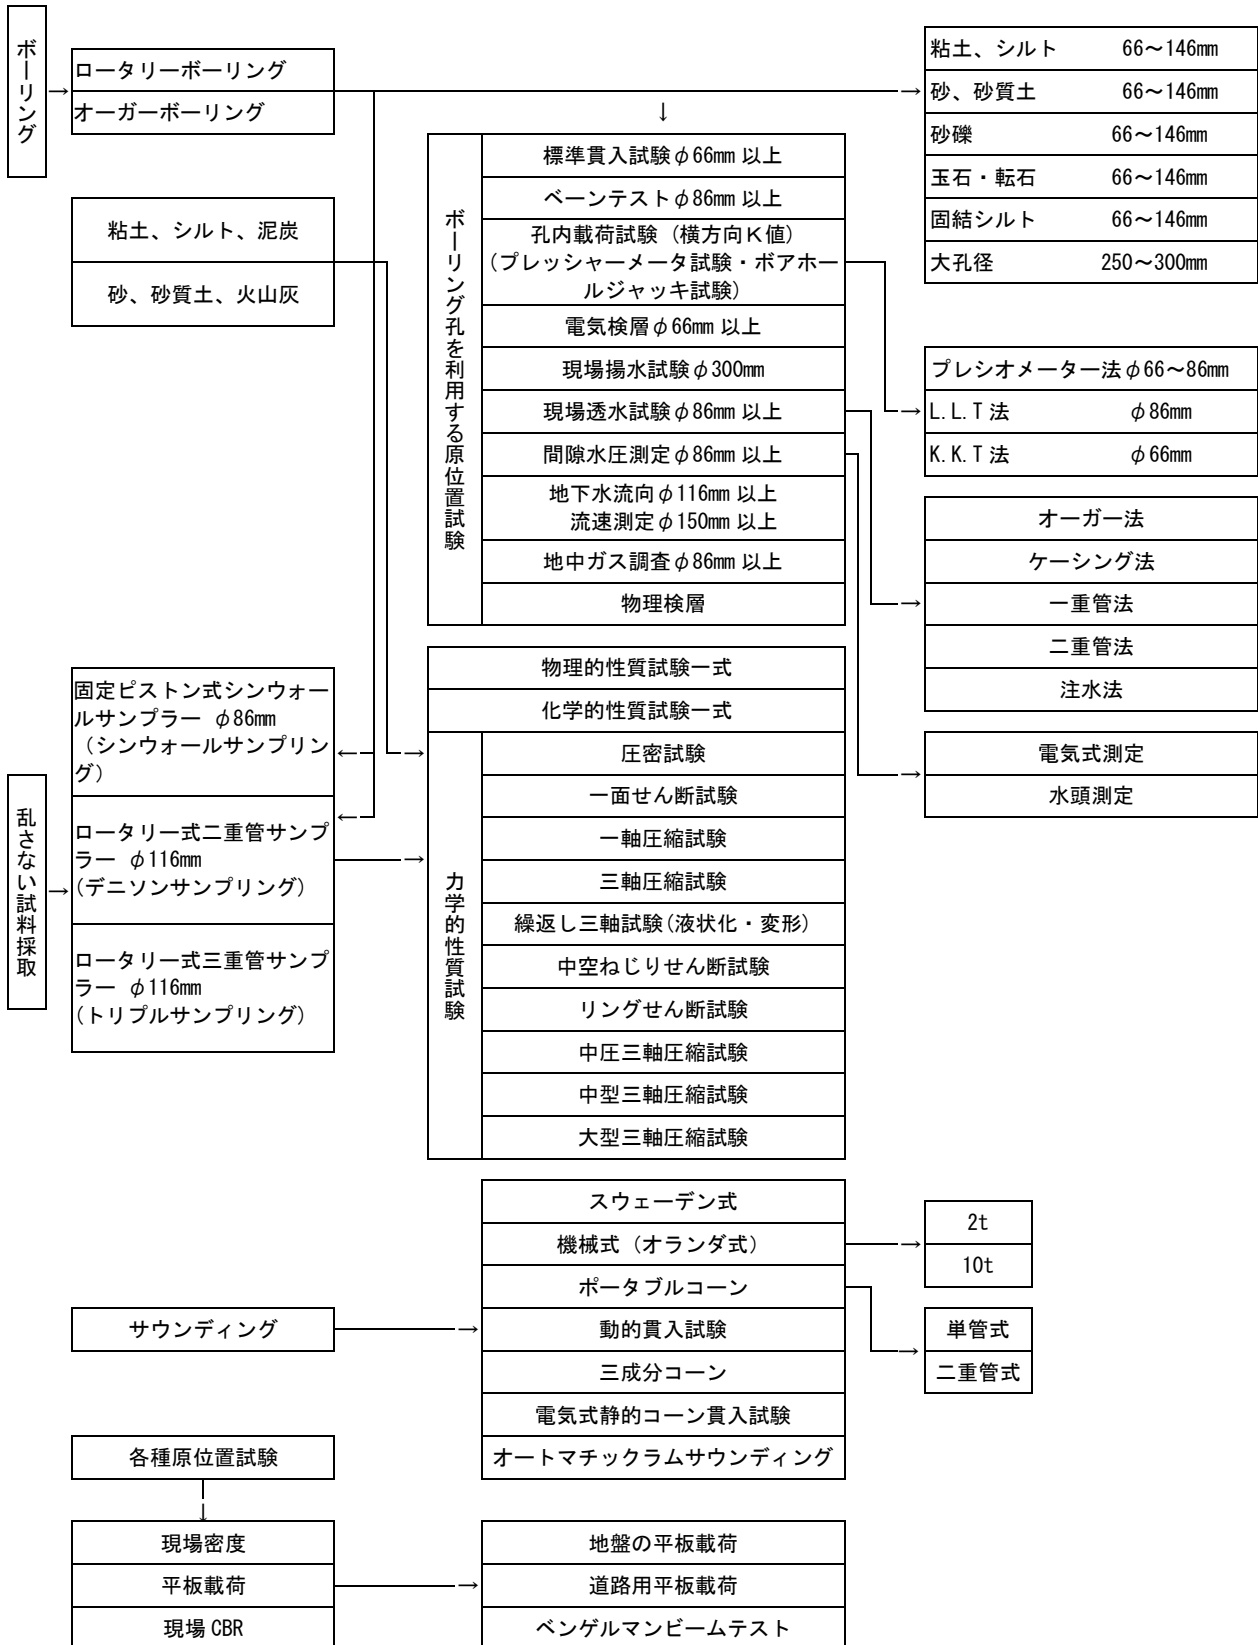 ボーリング
ロータリーボーリング
オーガーボーリング
粘土、シルト 66～146mm
砂、砂質土 66～146mm
砂礫 66～146mm
玉石・転石 66～146mm
固結シルト 66～146mm
大孔径 250～300mm
粘土、シルト、泥炭
砂、砂質土、火山灰
ボーリング孔を利用する原位置試験
標準貫入試験φ66mm 以上
ベーンテストφ86mm 以上
孔内載荷試験（横方向Ｋ値）
（プレッシャーメータ試験・ボアホー
ルジャッキ試験）
電気検層φ66mm 以上
現場揚水試験φ300mm
現場透水試験φ86mm 以上
間隙水圧測定φ86mm 以上
地下水流向φ116mm 以上
流速測定φ150mm 以上
地中ガス調査φ86mm 以上
物理検層
プレシオメーター法φ66～86mm
L.L.T 法 φ86mm
K.K.T 法 φ66mm
オーガー法
ケーシング法
一重管法
二重管法
注水法
電気式測定
水頭測定
乱さない試料採取
固定ピストン式シンウォー
ルサンプラー φ86mm
（シンウォールサンプリン
グ）
ロータリー式二重管サンプ
ラー φ116mm
(デニソンサンプリング)
ロータリー式三重管サンプ
ラー φ116mm
(トリプルサンプリング)
物理的性質試験一式
化学的性質試験一式
力学的性質試験
圧密試験
一面せん断試験
一軸圧縮試験
三軸圧縮試験
繰返し三軸試験(液状化・変形)
中空ねじりせん断試験
リングせん断試験
中圧三軸圧縮試験
中型三軸圧縮試験
大型三軸圧縮試験
サウンディング
スウェーデン式
機械式（オランダ式）
ポータブルコーン
動的貫入試験
三成分コーン
電気式静的コーン貫入試験
オートマチックラムサウンディング
2t
10t
単管式
二重管式
各種原位置試験
現場密度
平板載荷
現場 CBR
地盤の平板載荷
道路用平板載荷
ベンゲルマンビームテスト